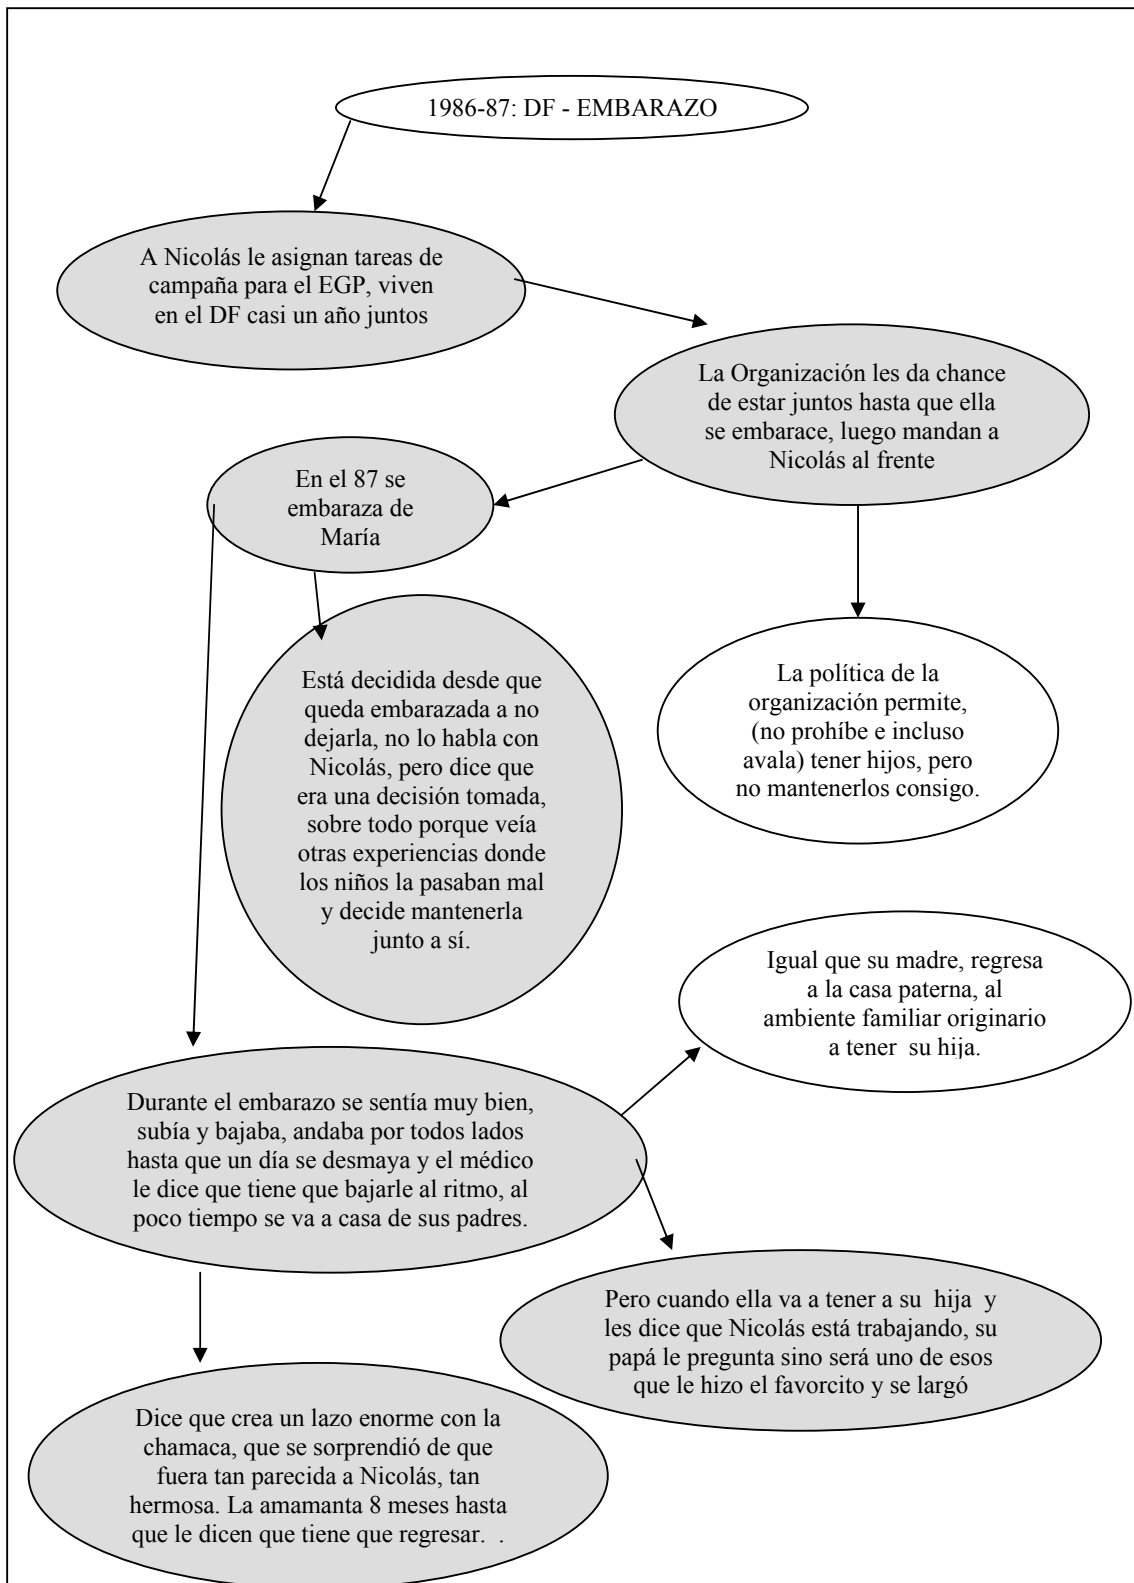 1986-87: DF - EMBARAZO
A Nicolás le asignan tareas de
campaña para el EGP, viven
en el DF casi un año juntos
La Organización les da chance
de estar juntos hasta que ella
se embarace, luego mandan a
Nicolás al frente
En el 87 se
embaraza de
María
Está decidida desde que
queda embarazada a no
dejarla, no lo habla con
Nicolás, pero dice que
era una decisión tomada,
sobre todo porque veía
otras experiencias donde
los niños la pasaban mal
y decide mantenerla
junto a sí.
La política de la
organización permite,
(no prohíbe e incluso
avala) tener hijos, pero
no mantenerlos consigo.
Igual que su madre, regresa
a la casa paterna, al
ambiente familiar originario
a tener su hija.
Durante el embarazo se sentía muy bien,
subía y bajaba, andaba por todos lados
hasta que un día se desmaya y el médico
le dice que tiene que bajarle al ritmo, al
poco tiempo se va a casa de sus padres.
Pero cuando ella va a tener a su hija y
les dice que Nicolás está trabajando, su
papá le pregunta sino será uno de esos
que le hizo el favorcito y se largó
Dice que crea un lazo enorme con la
chamaca, que se sorprendió de que
fuera tan parecida a Nicolás, tan
hermosa. La amamanta 8 meses hasta
que le dicen que tiene que regresar. .